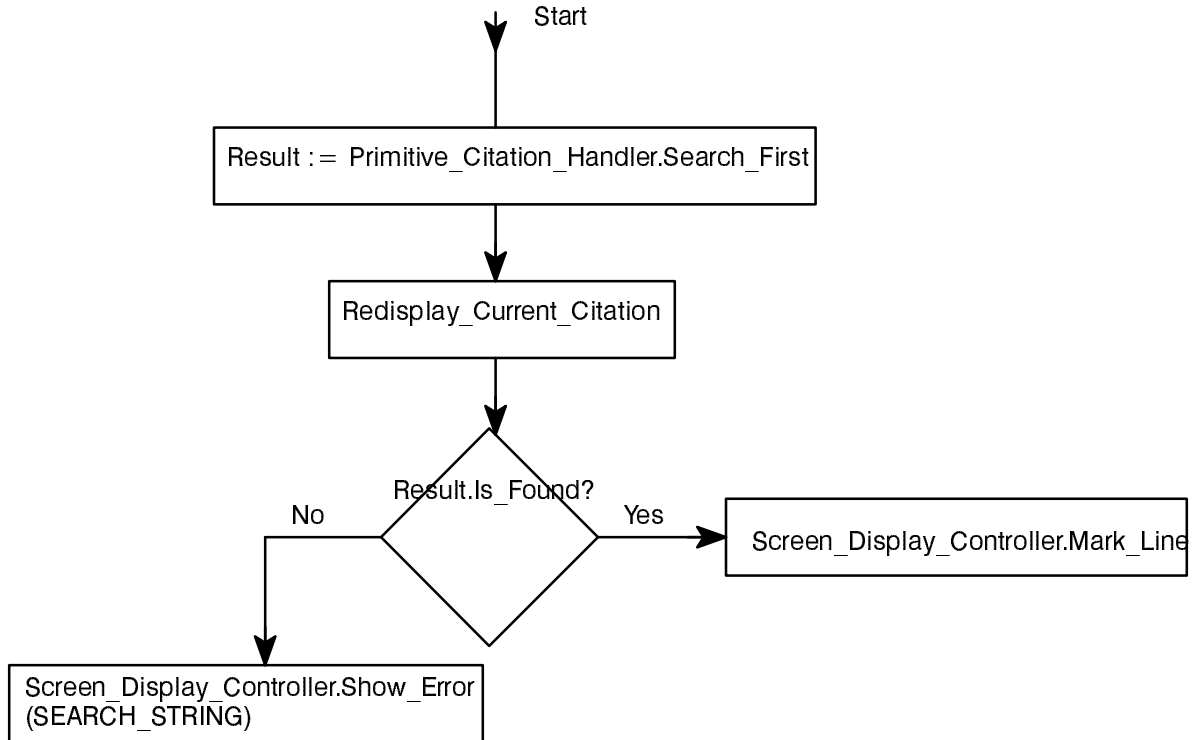 Start
Result := Primitive_Citation_Handler.Search_First
Redisplay_Current_Citation
Result.Is_Found?
No
Yes
Screen_Display_Controller.Mark_Line
Screen_Display_Controller.Show_Error
(SEARCH_STRING)